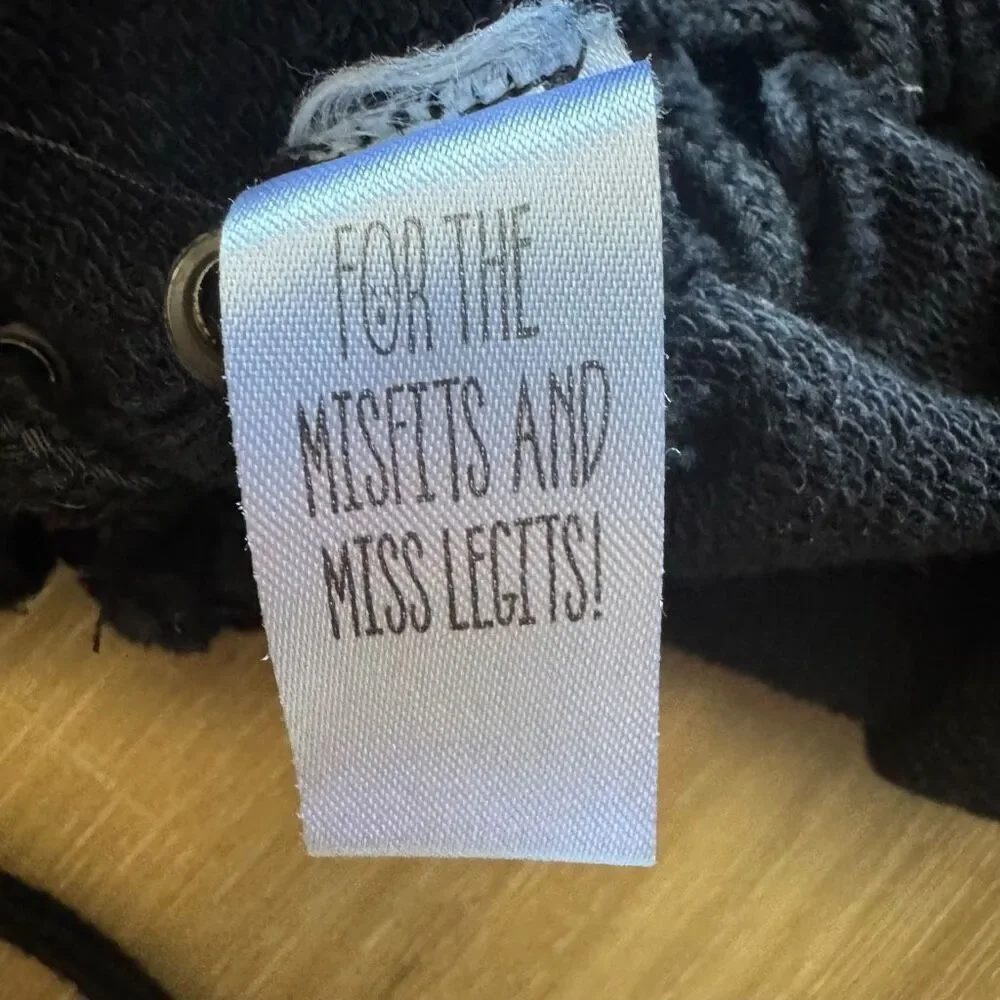 FOR THE
MISFITS AND
MISS LEGITS!